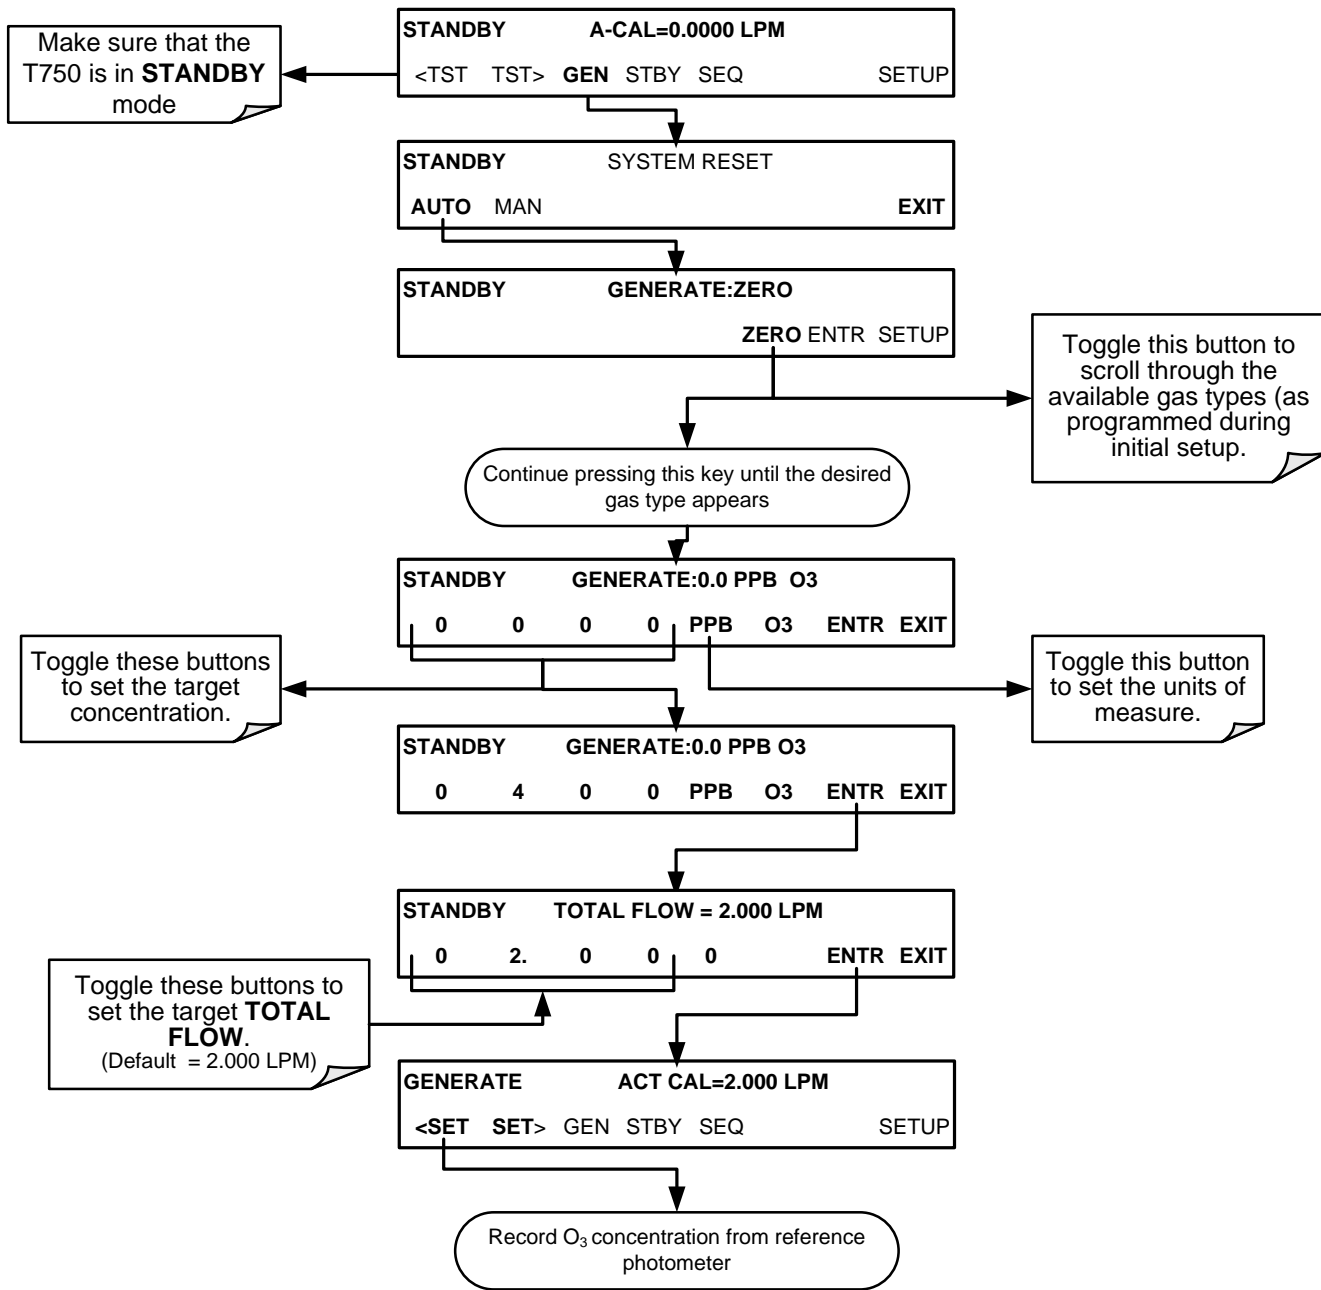 STANDBY A-CAL=0.0000 LPM
<TST TST> GEN STBY SEQ SETUP
Make sure that the
T750 is in STANDBY
mode
STANDBY SYSTEM RESET
AUTO MAN EXIT
STANDBY GENERATE:ZERO
ZERO ENTR SETUP
Toggle this button to
scroll through the
available gas types (as
programmed during
initial setup.
Continue pressing this key until the desired
gas type appears
STANDBY GENERATE:0.0 PPB O3
0 0 0 0 PPB O3 ENTR EXIT
Toggle these buttons
to set the target
concentration.
Toggle this button
to set the units of
measure.
STANDBY GENERATE:0.0 PPB O3
0 4 0 0 PPB O3 ENTR EXIT
STANDBY TOTAL FLOW = 2.000 LPM
0 2. 0 0 0 ENTR EXIT
Toggle these buttons to
set the target TOTAL
FLOW.
(Default = 2.000 LPM)
GENERATE ACT CAL=2.000 LPM
<SET SET> GEN STBY SEQ SETUP
Record O₃ concentration from reference
photometer